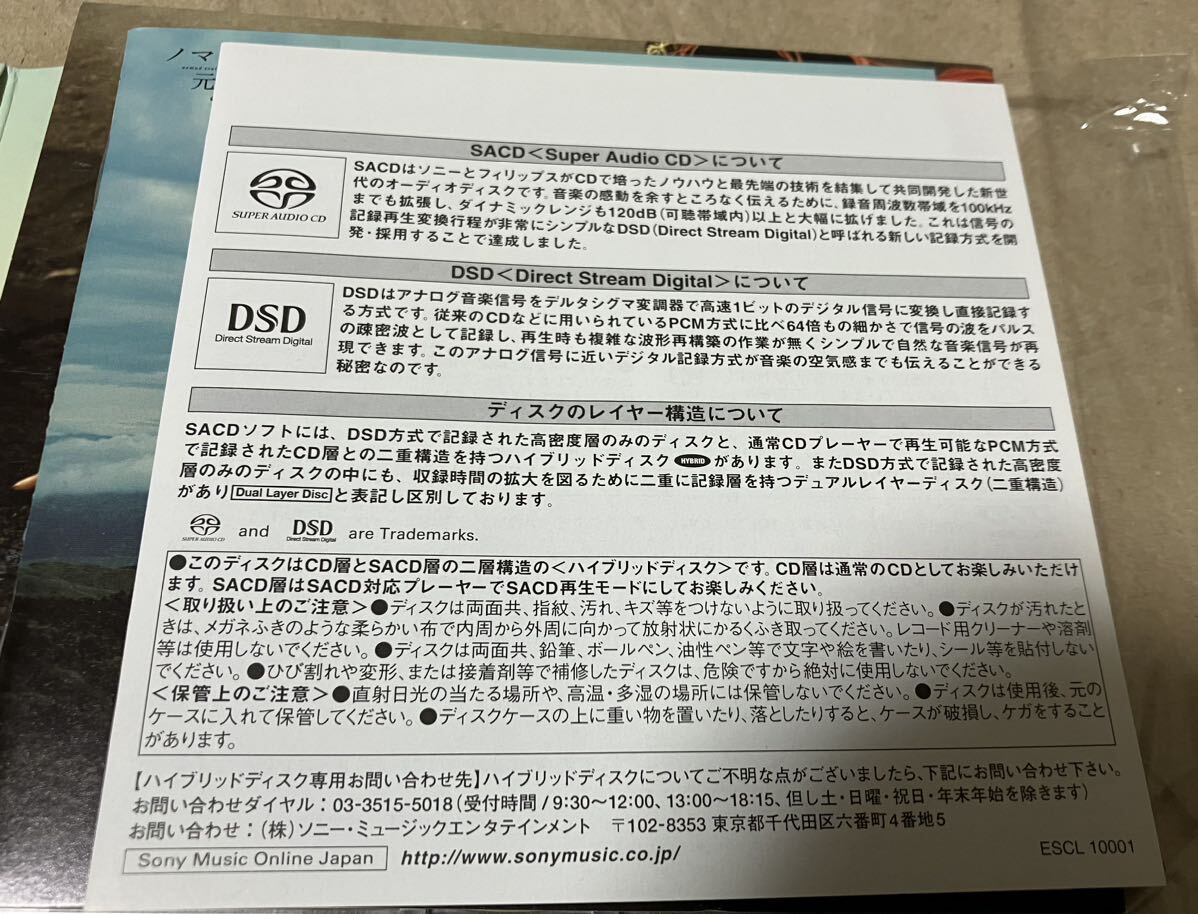 ノマ
元
SACD<Super Audio CD>について
SUPER AUDIO CD
SACDはソニーとフィリップスがCDで培ったノウハウと最先端の技術を結集して共同開発した新世
代のオーディオディスクです。音楽の感動を余すところなく伝えるために、録音周波数帯域を100kHz
までも拡張し、ダイナミックレンジも120dB(可聴帯域内)以上と大幅に拡げました。これは信号の
記録再生変換行程が非常にシンプルなDSD(Direct Stream Digital)と呼ばれる新しい記録方式を開
発・採用することで達成しました。
DSD<Direct Stream Digital>について
DSD
Direct Stream Digital
DSDはアナログ音楽信号をデルタシグマ変調器で高速1ビットのデジタル信号に変換し直接記録す
る方式です。従来のCDなどに用いられているPCM方式に比べ64倍もの細かさで信号の波をパルス
の疎密波として記録し、再生時も複雑な波形再構築の作業が無くシンプルで自然な音楽信号が再
現できます。このアナログ信号に近いデジタル記録方式が音楽の空気感までも伝えることができる
秘密なのです。
ディスクのレイヤー構造について
SACDソフトには、DSD方式で記録された高密度層のみのディスクと、通常CDプレーヤーで再生可能なPCM方式
で記録されたCD層との二重構造を持つハイブリッドディスク HYBRID があります。またDSD方式で記録された高密度
層のみのディスクの中にも、収録時間の拡大を図るために二重に記録層を持つデュアルレイヤーディスク(二重構造)
があり Dual Layer Disc と表記し区別しております。
SUPER AUDIO CD and DSD Direct Stream Digital are Trademarks.
●このディスクはCD層とSACD層の二層構造の<ハイブリッドディスク>です。CD層は通常のCDとしてお楽しみいただけ
ます。SACD層はSACD対応プレーヤーでSACD再生モードにしてお楽しみください。
<取り扱い上のご注意>●ディスクは両面共、指紋、汚れ、キズ等をつけないように取り扱ってください。●ディスクが汚れたと
きは、メガネふきのような柔らかい布で内周から外周に向かって放射状にかるくふき取ってください。レコード用クリーナーや溶剤
等は使用しないでください。●ディスクは両面共、鉛筆、ボールペン、油性ペン等で文字や絵を書いたり、シール等を貼付しない
でください。●ひび割れや変形、または接着剤等で補修したディスクは、危険ですから絶対に使用しないでください。
<保管上のご注意>●直射日光の当たる場所や、高温・多湿の場所には保管しないでください。●ディスクは使用後、元の
ケースに入れて保管してください。●ディスクケースの上に重い物を置いたり、落としたりすると、ケースが破損し、ケガをすること
があります。
【ハイブリッドディスク専用お問い合わせ先】ハイブリッドディスクについてご不明な点がございましたら、下記にお問い合わせ下さい。
お問い合わせダイヤル：03-3515-5018(受付時間/9:30〜12:00、13:00〜18:15、但し土・日曜・祝日・年末年始を除きます)
お問い合わせ：(株)ソニー・ミュージックエンタテインメント 〒102-8353 東京都千代田区六番町4番地5
Sony Music Online Japan http://www.sonymusic.co.jp/
ESCL 10001